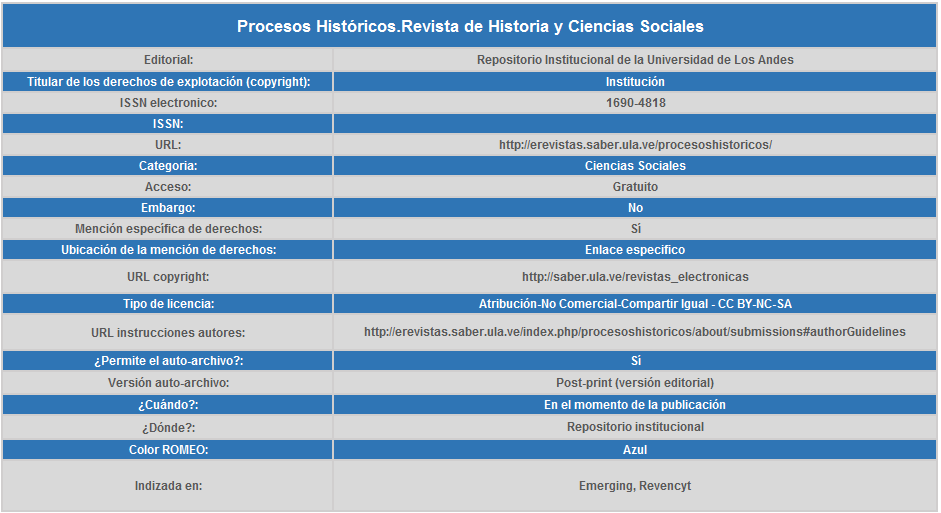 Procesos Históricos.Revista de Historia y Ciencias Sociales
Editorial: Repositorio Institucional de la Universidad de Los Andes
Titular de los derechos de explotación (copyright): Institución
ISSN electronico: 1690-4818
ISSN:
URL: http://erevistas.saber.ula.ve/procesoshistoricos/
Categoria: Ciencias Sociales
Acceso: Gratuito
Embargo: No
Mención específica de derechos: Sí
Ubicación de la mención de derechos: Enlace especifico
URL copyright: http://saber.ula.ve/revistas_electronicas
Tipo de licencia: Atribución-No Comercial-Compartir Igual - CC BY-NC-SA
URL instrucciones autores: http://erevistas.saber.ula.ve/index.php/procesoshistoricos/about/submissions#authorGuidelines
¿Permite el auto-archivo?: Sí
Versión auto-archivo: Post-print (versión editorial)
¿Cuándo?: En el momento de la publicación
¿Dónde?: Repositorio institucional
Color ROMEO: Azul
Indizada en: Emerging, Revencyt